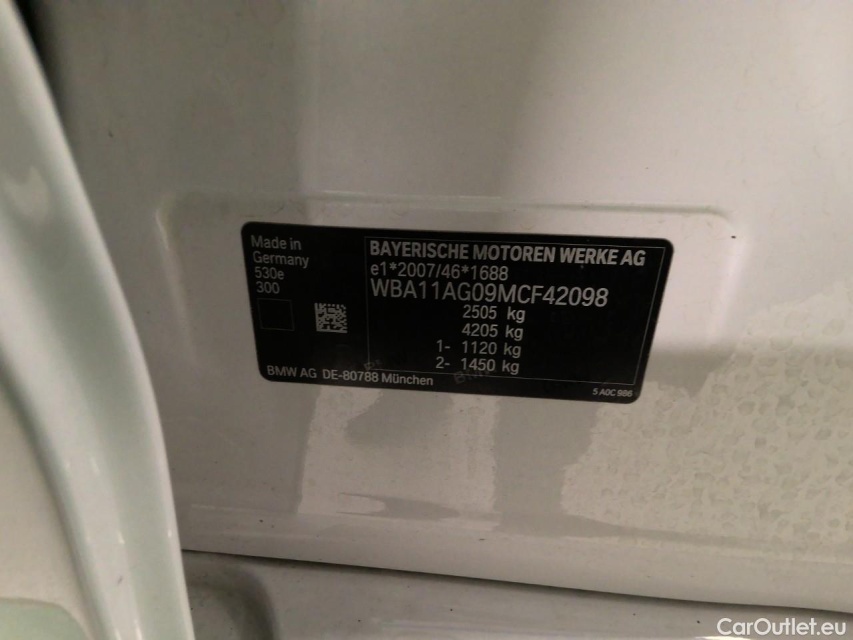 Made in
Germany
530e
300
BAYERISCHE MOTOREN WERKE AG
e1*2007/46*1688
WBA11AG09MCF42098
2505 kg
4205 kg
1- 1120 kg
2- 1450 kg
BMW AG DE-80788 München
5 A0C 986
CarOutlet.eu